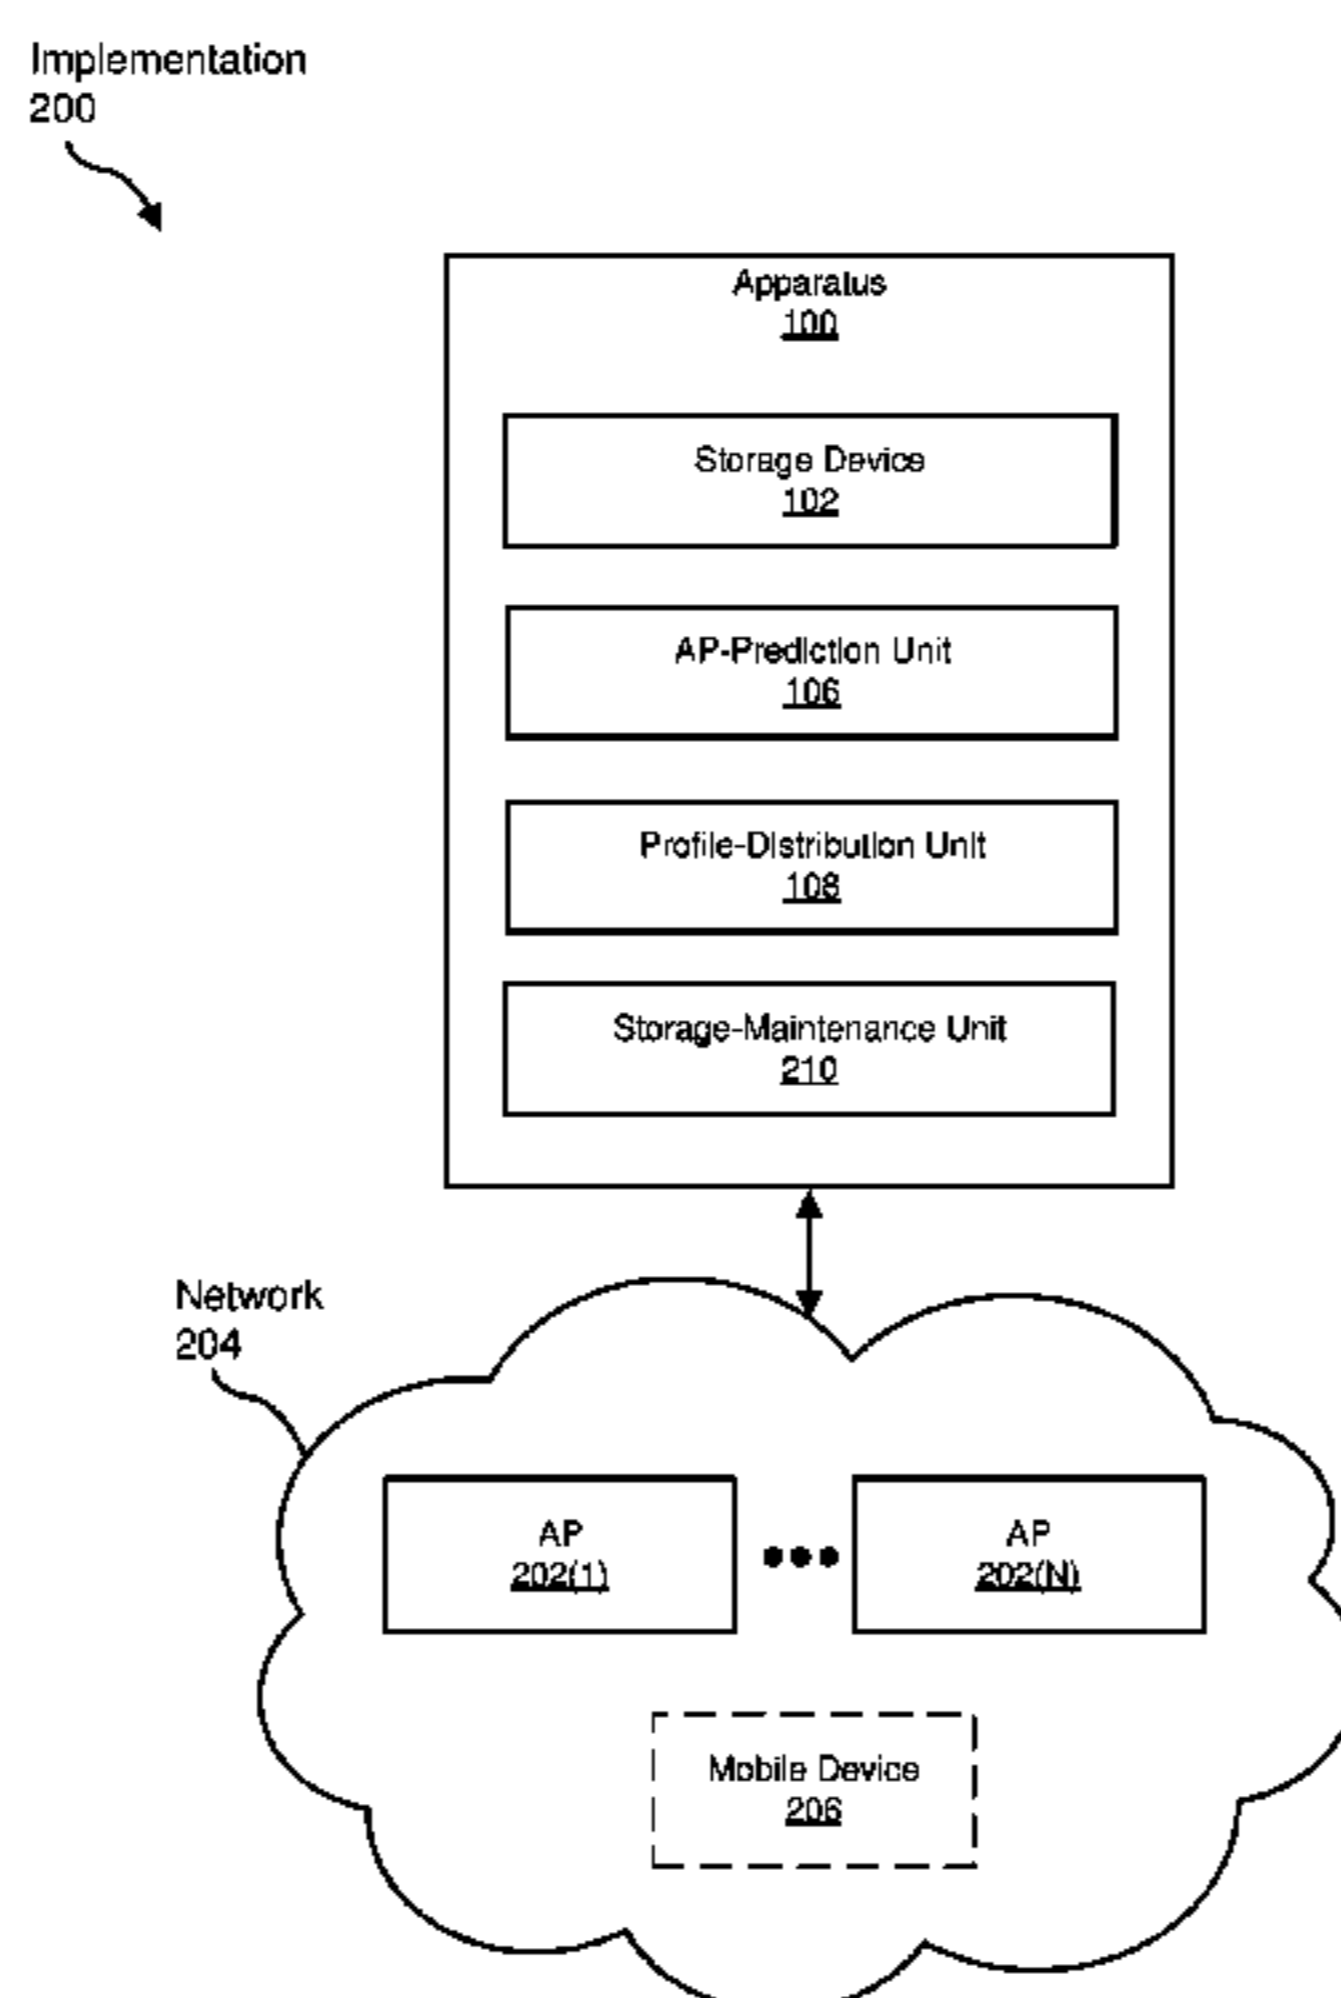 Implementation
200
Apparatus
100
Storage Device
102
AP-Prediction Unit
106
Profile-Distribution Unit
108
Storage-Maintenance Unit
210
Network
204
AP
202(1)
AP
202(N)
Mobile Device
206